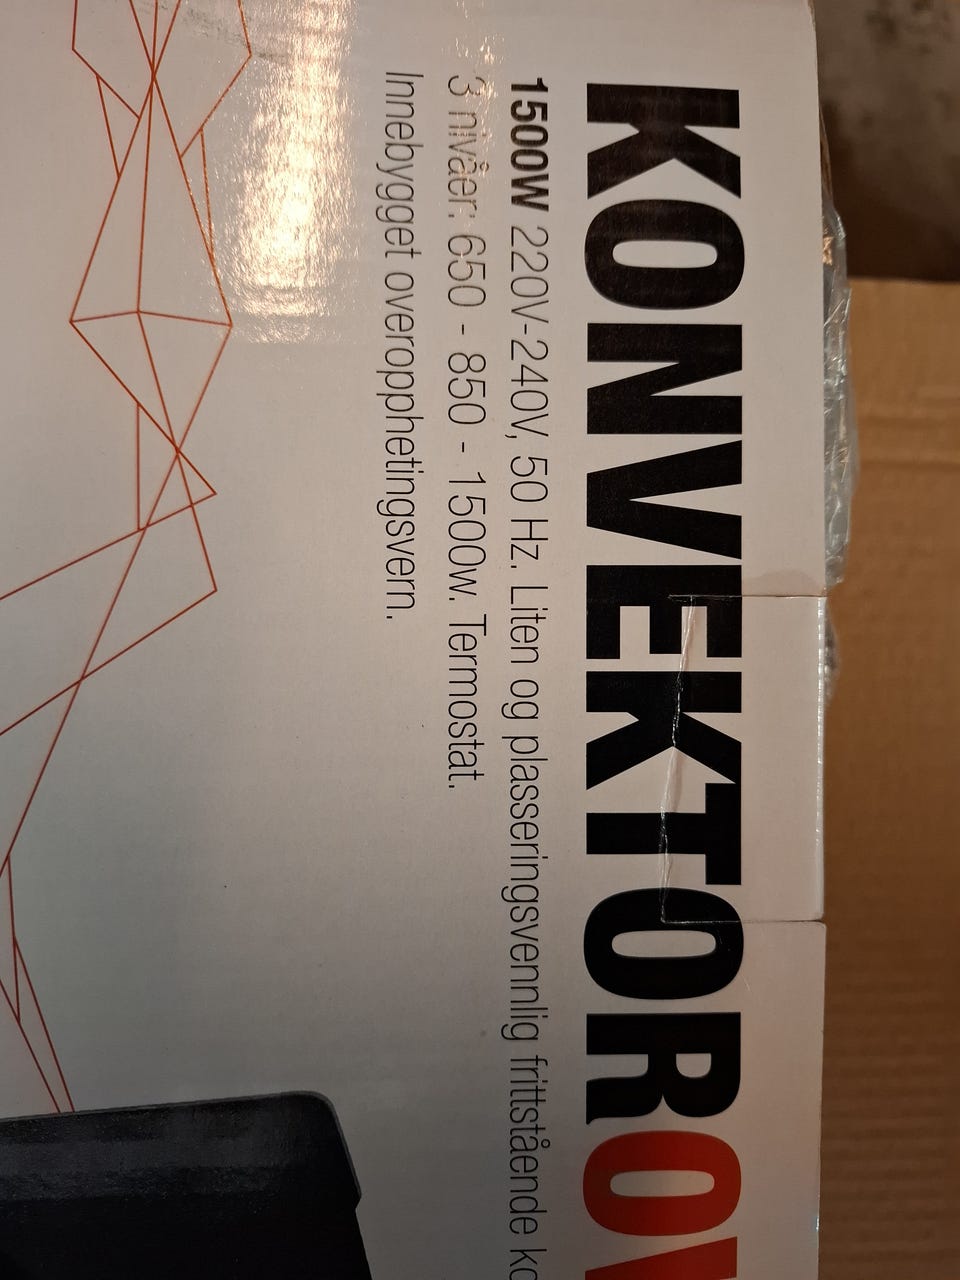 KONVEKTOROV
1500W 220V-240V, 50 Hz. Liten og plasseringsvennlig frittstående
3 nivåer: 650 - 850 - 1500w. Termostat.
Innebygget overopphetingsvern.